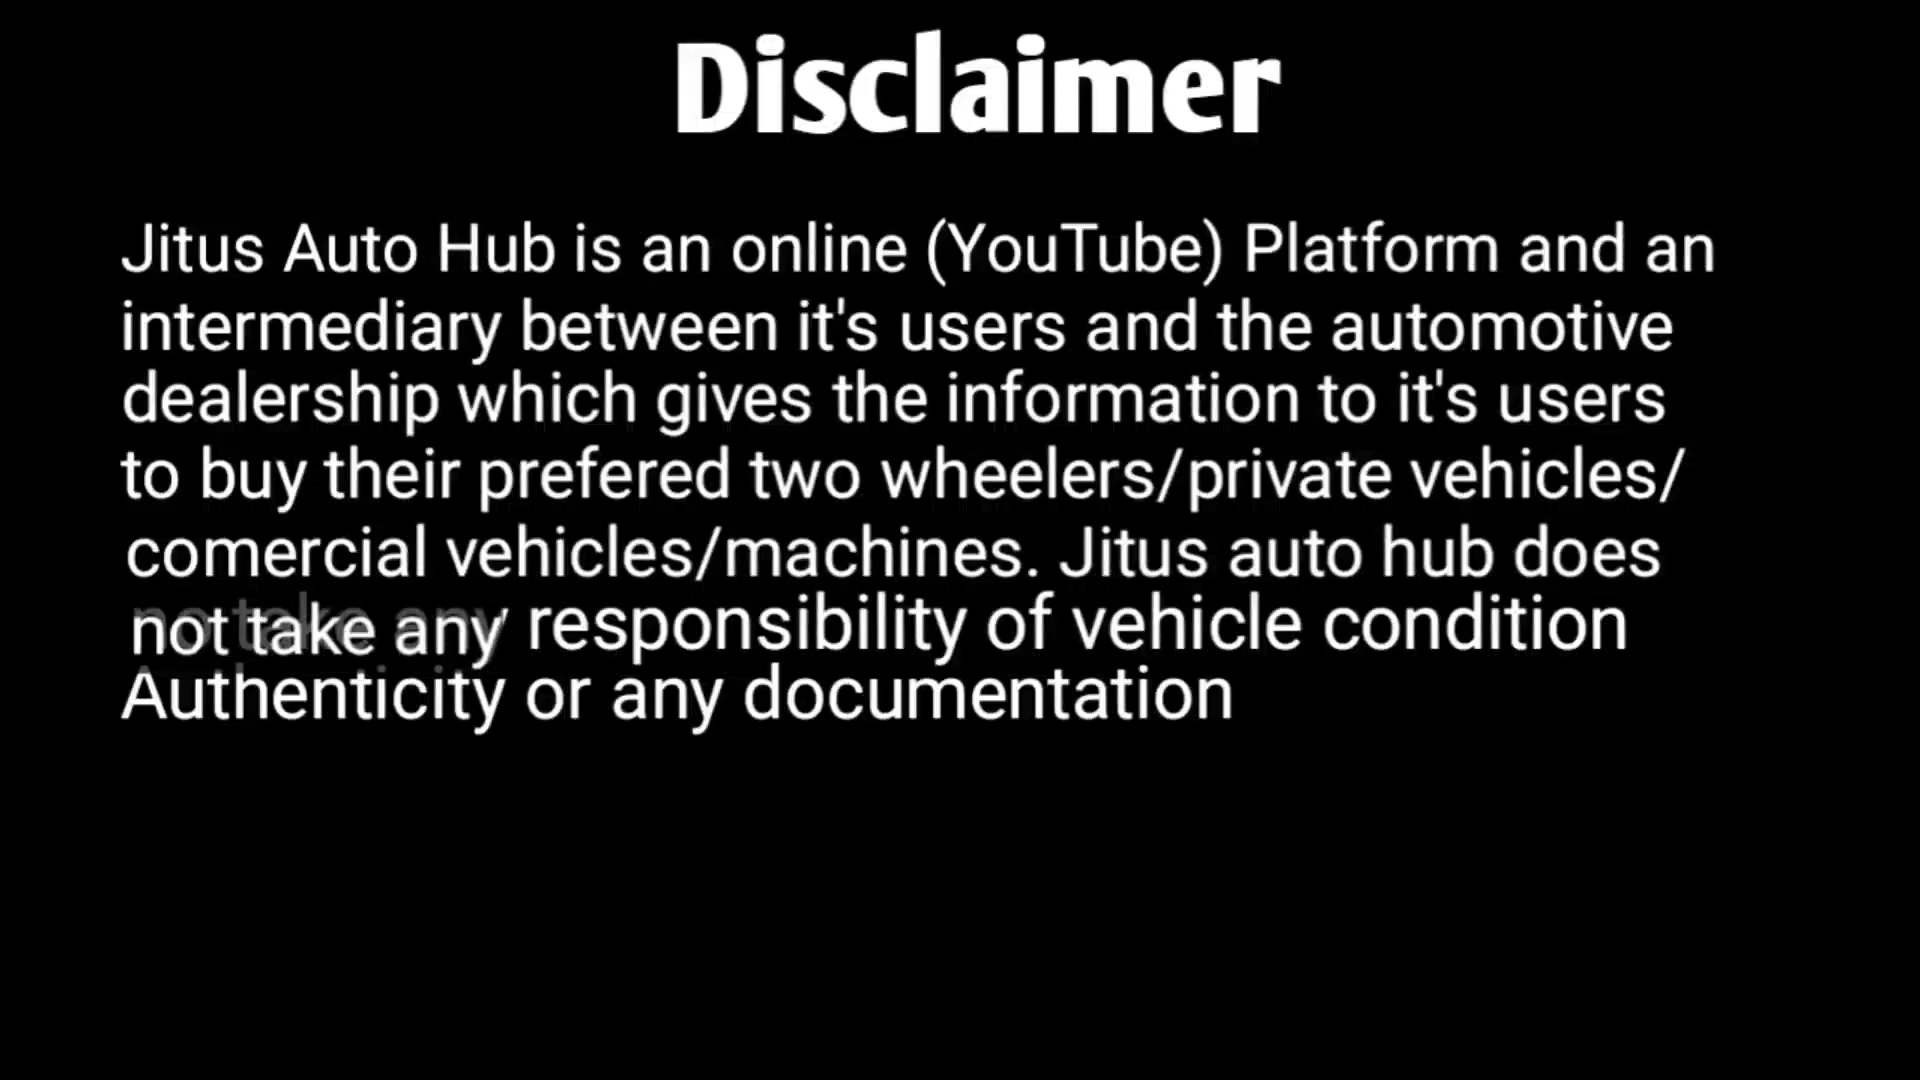 Disclaimer
Jitus Auto Hub is an online (YouTube) Platform and an
intermediary between it's users and the automotive
dealership which gives the information to it's users
to buy their prefered two wheelers/private vehicles/
comercial vehicles/machines. Jitus auto hub does
not take any responsibility of vehicle condition
Authenticity or any documentation